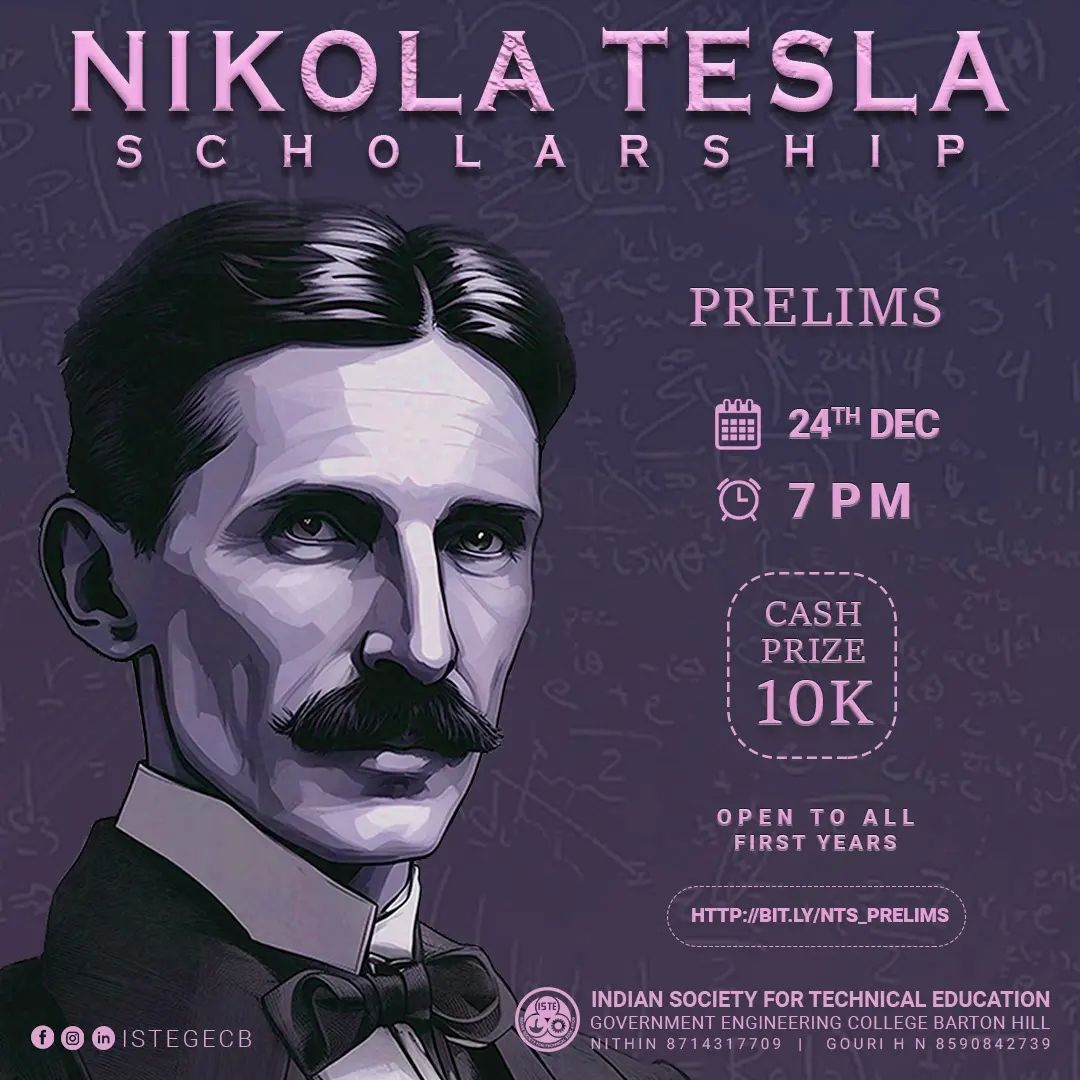 NIKOLA TESLA
SCHOLARSHIP
PRELIMS
24TH DEC
7 PM
CASH
PRIZE
10K
OPEN TO ALL
FIRST YEARS
HTTP://BIT.LY/NTS_PRELIMS
ISTE
INDIAN SOCIETY FOR TECHNICAL EDUCATION
GOVERNMENT ENGINEERING COLLEGE BARTON HILL
NITHIN 8714317709 | GOURI H N 8590842739
ISTEGECB